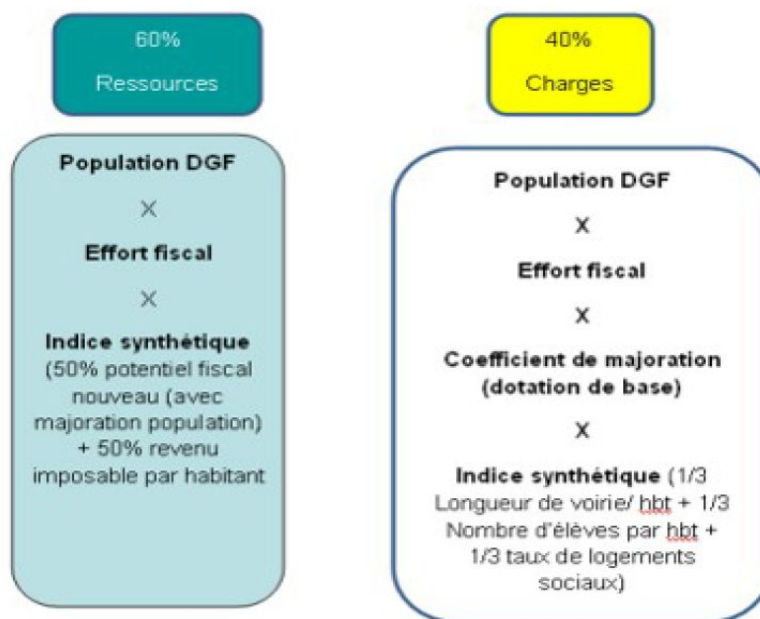 60%
Ressources
Population DGF
X
Effort fiscal
X
Indice synthétique
(50% potentiel fiscal
nouveau (avec
majoration population)
+ 50% revenu
imposable par habitant
40%
Charges
Population DGF
X
Effort fiscal
X
Coefficient de majoration
(dotation de base)
X
Indice synthétique (1/3
Longueur de voirie/ hbt + 1/3
Nombre d'élèves par hbt +
1/3 taux de logements
sociaux)